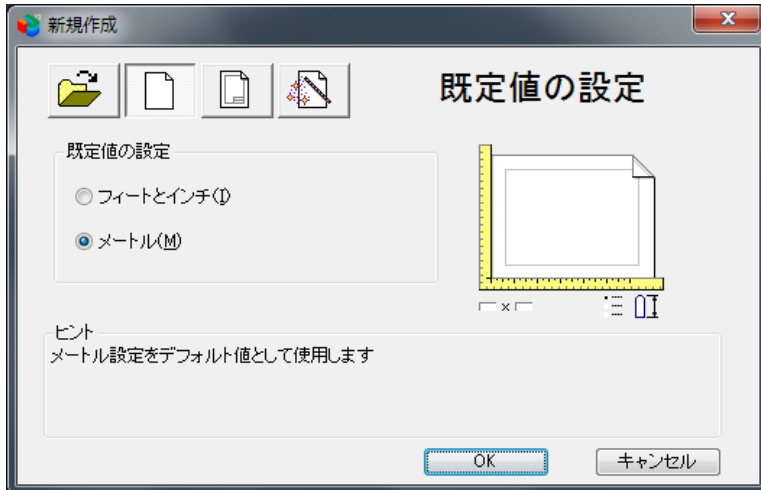 新規作成
既定値の設定
既定値の設定
フィートとインチ(I)
メートル(M)
ヒント
メートル設定をデフォルト値として使用します
OK
キャンセル